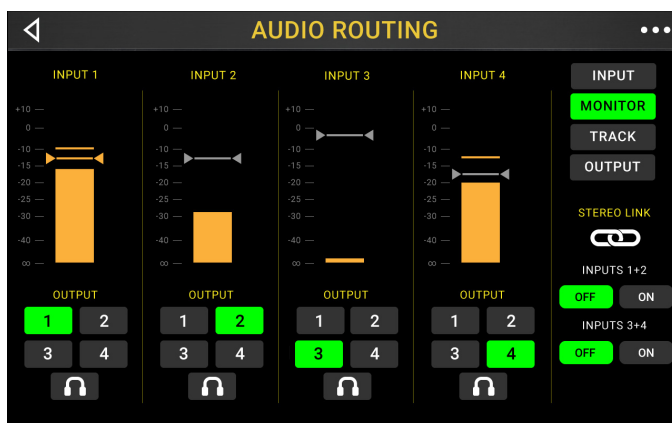 AUDIO ROUTING
INPUT 1
+10
0
-10
-15
-20
-25
-30
-40
∞
OUTPUT
1 2
3 4
INPUT 2
+10
0
-10
-15
-20
-25
-30
-40
∞
OUTPUT
1 2
3 4
INPUT 3
+10
0
-10
-15
-20
-25
-30
-40
∞
OUTPUT
1 2
3 4
INPUT 4
+10
0
-10
-15
-20
-25
-30
-40
∞
OUTPUT
1 2
3 4
INPUT
MONITOR
TRACK
OUTPUT
STEREO LINK
INPUTS 1+2
OFF ON
INPUTS 3+4
OFF ON